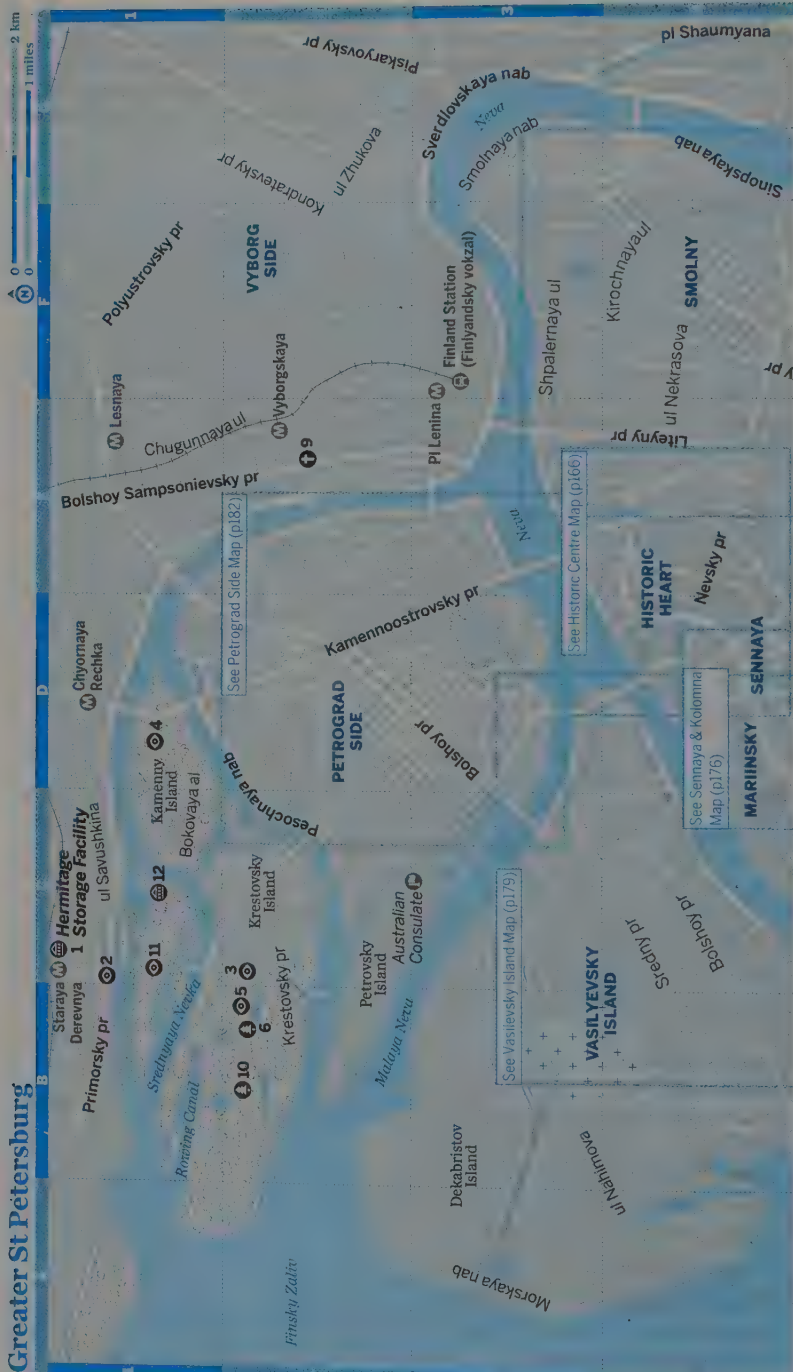 Greater St Petersburg
N
0
2 km
0
1 miles
B
D
F
1
3
1
Staraya
Derevnya
M
Hermitage
1 Storage Facility
Primorsky pr
2
ul Savushkina
Chyornaya
Rechka
M
M Lesnaya
Polyustrovsky pr
Piskaryovsky pr
Bolshoy Sampsonievsky pr
Chugunnaya ul
Kondratevsky pr
ul Zhukova
11
12
Kamenny
Island
4
Bokovaya al
Srednyaya Nevka
Rowing Canal
10
5
3
6
Krestovsky
Island
Krestovsky pr
Pesochnaya nab
See Petrograd Side Map (p182)
Vyborgskaya
M
9
VYBORG
SIDE
Finsky Zaliv
Petrovsky
Island
Australian
Consulate
Malaya Neva
PETROGRAD
SIDE
Bolshoy pr
Kamennoostrovsky pr
Pl Lenina M
Finland Station
(Finlyandsky vokzal)
Sverdlovskaya nab
Neva
Smolnaya nab
Dekabristov
Island
See Vasilevsky Island Map (p179)
Neva
Shpalernaya ul
See Historic Centre Map (p166)
Morskaya nab
ul Nahimova
VASILYEVSKY
ISLAND
Sredny pr
Bolshoy pr
HISTORIC
HEART
Nevsky pr
Liteyny pr
Kirochnaya ul
ul Nekrasova
SMOLNY
Sinopskaya nab
pl Shaumyana
See Sennaya & Kolomna
Map (p176)
MARIINSKY
SENNAYA
y pr